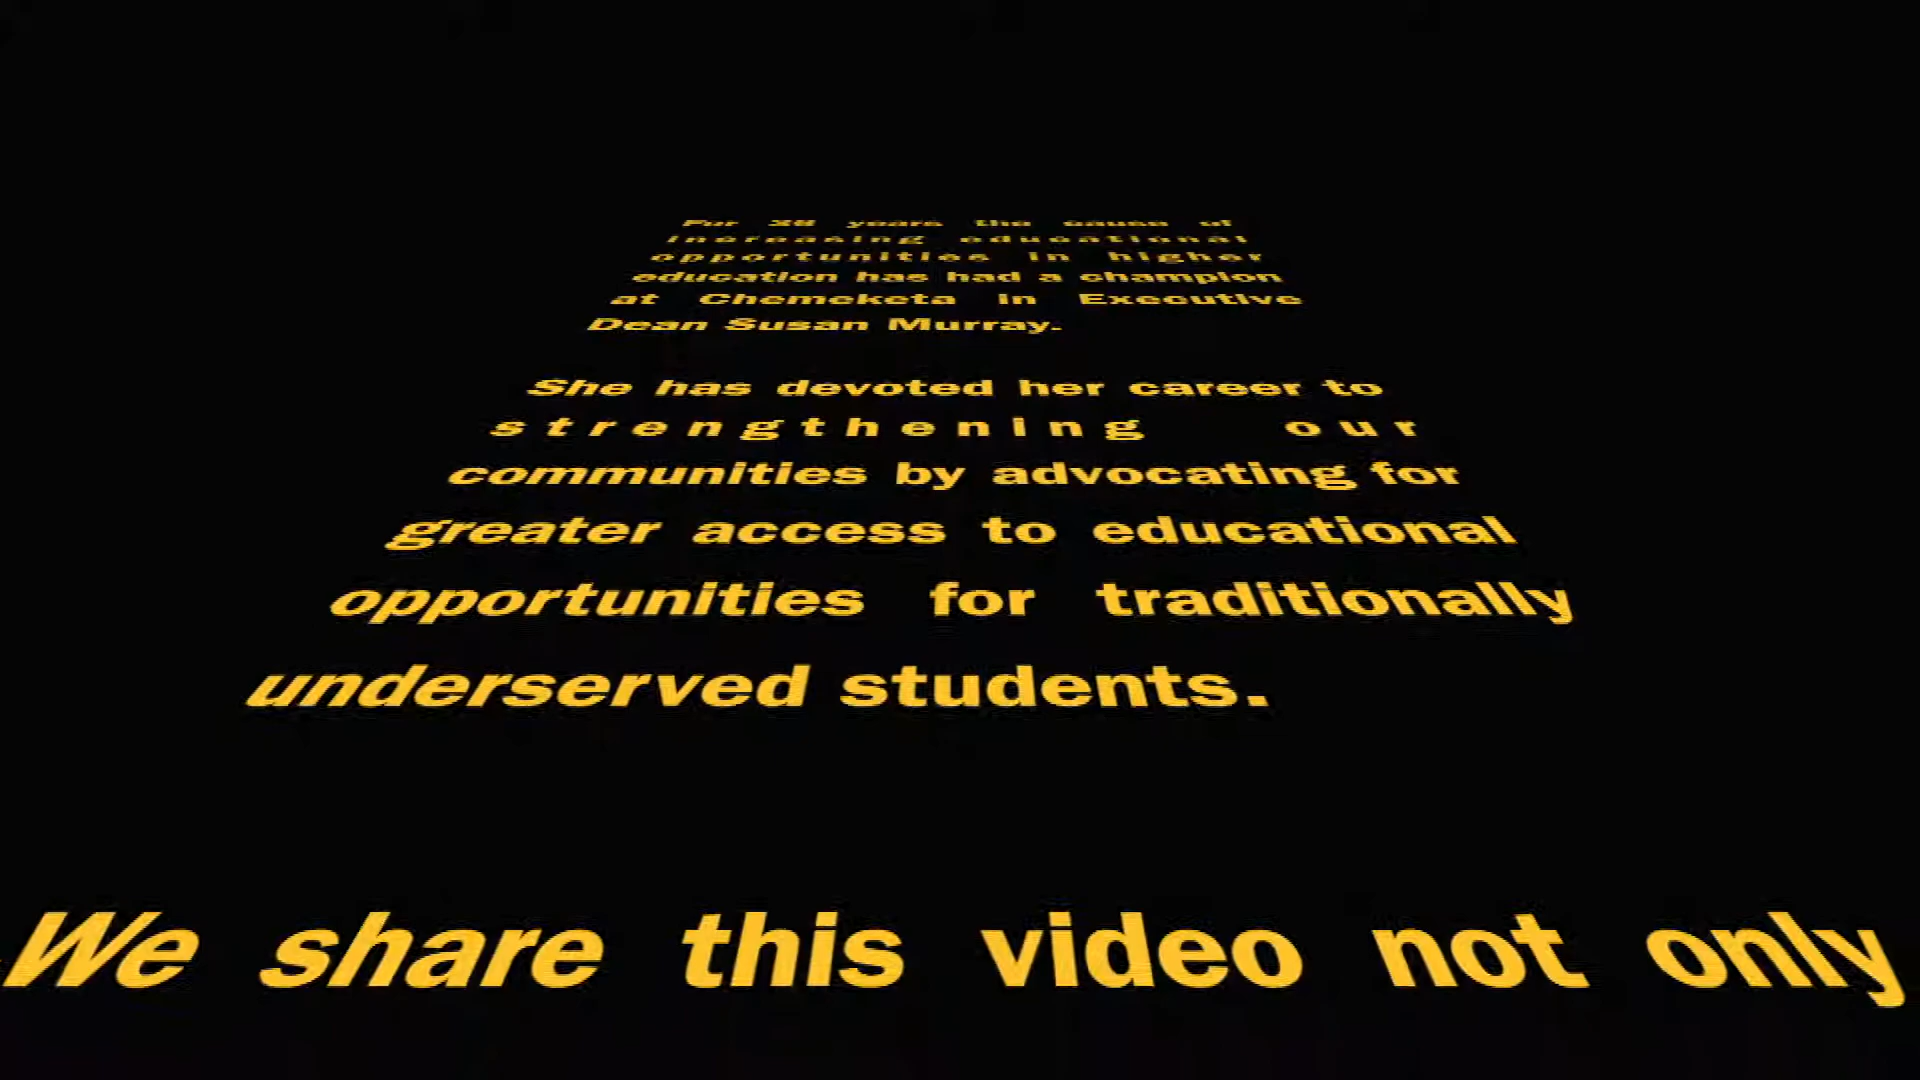 For years the cause of
increasing educational
opportunities in higher
education has had a champion
at Chemeketa in Executive
Dean Susan Murray.
She has devoted her career to
strengthening our
communities by advocating for
greater access to educational
opportunities for traditionally
underserved students.
We share this video not only